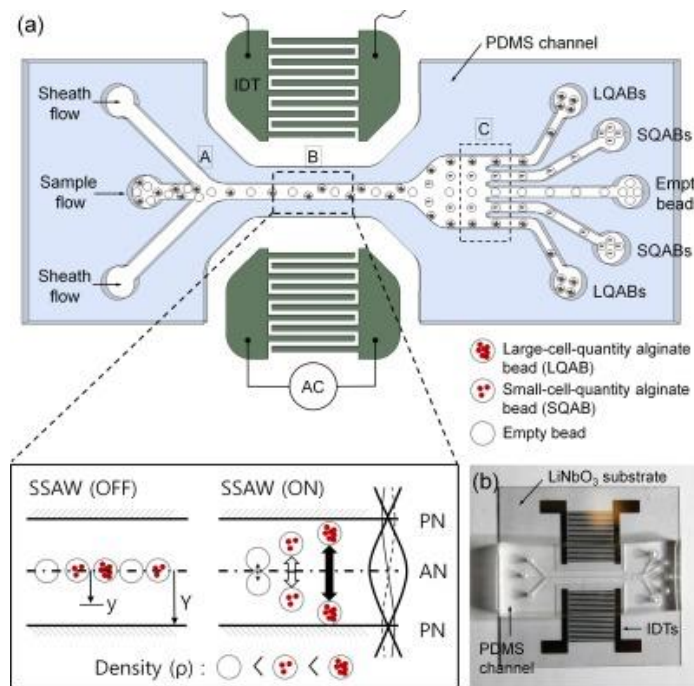 (a)
IDT
PDMS channel
Sheath
flow
A
B
C
LQABs
SQABs
Sample
flow
Empty
bead
Sheath
flow
SQABs
LQABs
AC
Large-cell-quantity alginate
bead (LQAB)
Small-cell-quantity alginate
bead (SQAB)
Empty bead
SSAW (OFF)
SSAW (ON)
PN
AN
PN
y
Y
Density (ρ) : < <
(b)
LiNbO3 substrate
PDMS
channel
IDTs